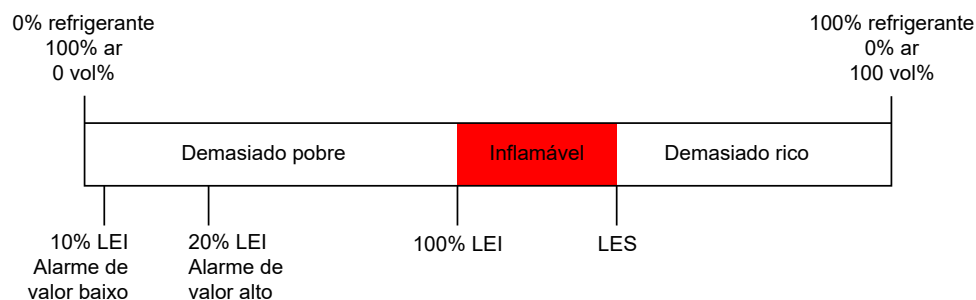 0% refrigerante
100% ar
0 vol%
100% refrigerante
0% ar
100 vol%
Demasiado pobre
Inflamável
Demasiado rico
10% LEI
Alarme de
valor baixo
20% LEI
Alarme de
valor alto
100% LEI
LES